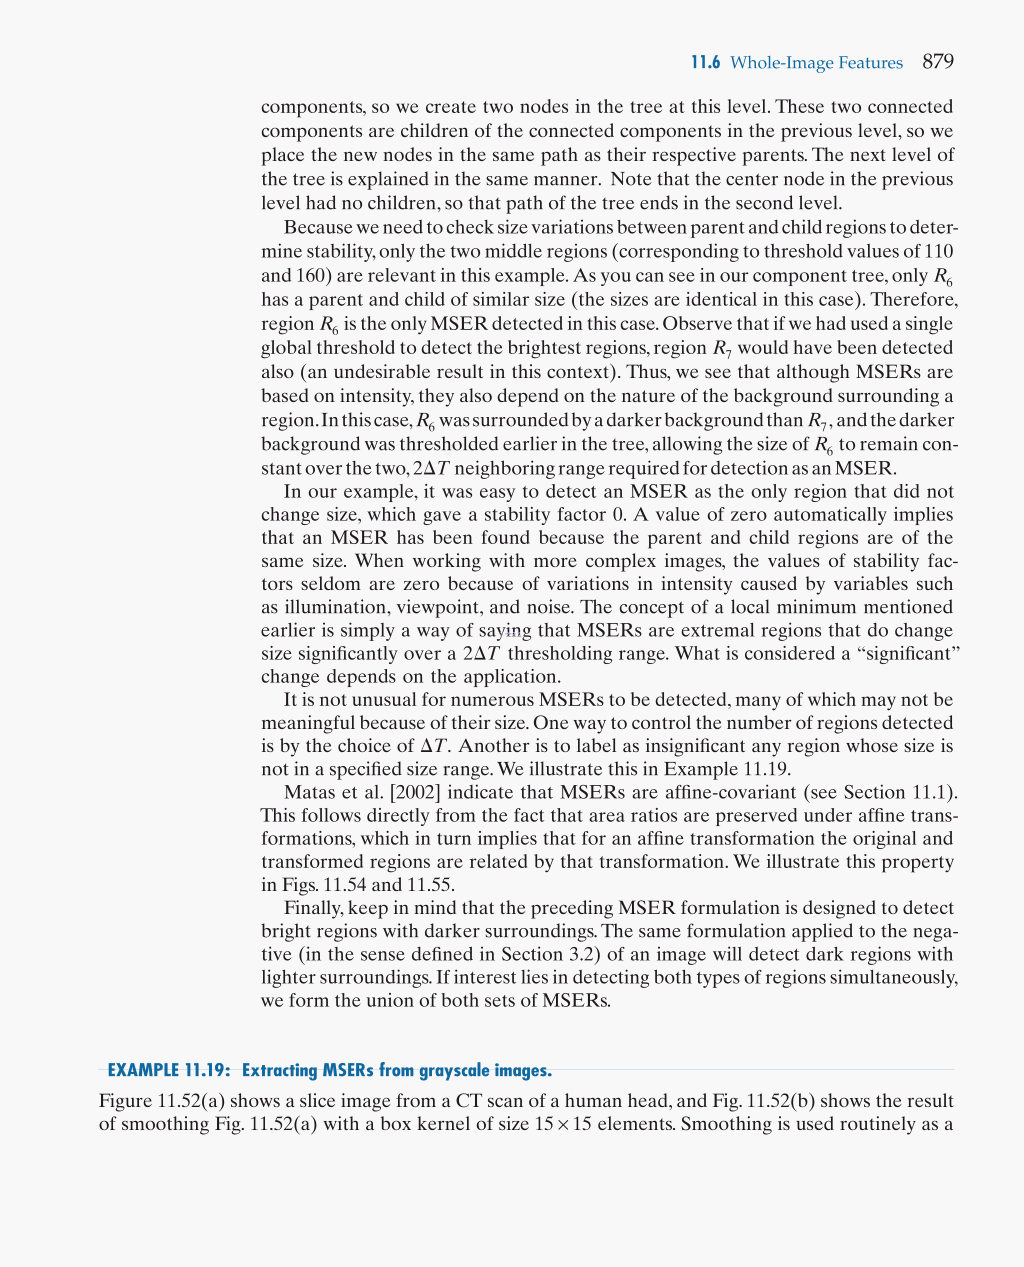 11.6 Whole-Image Features 879
components, so we create two nodes in the tree at this level. These two connected
components are children of the connected components in the previous level, so we
place the new nodes in the same path as their respective parents. The next level of
the tree is explained in the same manner. Note that the center node in the previous
level had no children, so that path of the tree ends in the second level.
Because we need to check size variations between parent and child regions to deter-
mine stability, only the two middle regions (corresponding to threshold values of 110
and 160) are relevant in this example. As you can see in our component tree, only R₆
has a parent and child of similar size (the sizes are identical in this case). Therefore,
region R₆ is the only MSER detected in this case. Observe that if we had used a single
global threshold to detect the brightest regions, region R₇ would have been detected
also (an undesirable result in this context). Thus, we see that although MSERs are
based on intensity, they also depend on the nature of the background surrounding a
region. In this case, R₆ was surrounded by a darker background than R₇, and the darker
background was thresholded earlier in the tree, allowing the size of R₆ to remain con-
stant over the two, 2ΔT neighboring range required for detection as an MSER.
In our example, it was easy to detect an MSER as the only region that did not
change size, which gave a stability factor 0. A value of zero automatically implies
that an MSER has been found because the parent and child regions are of the
same size. When working with more complex images, the values of stability fac-
tors seldom are zero because of variations in intensity caused by variables such
as illumination, viewpoint, and noise. The concept of a local minimum mentioned
earlier is simply a way of saying that MSERs are extremal regions that do change
size significantly over a 2ΔT thresholding range. What is considered a “significant”
change depends on the application.
It is not unusual for numerous MSERs to be detected, many of which may not be
meaningful because of their size. One way to control the number of regions detected
is by the choice of ΔT. Another is to label as insignificant any region whose size is
not in a specified size range. We illustrate this in Example 11.19.
Matas et al. [2002] indicate that MSERs are affine-covariant (see Section 11.1).
This follows directly from the fact that area ratios are preserved under affine trans-
formations, which in turn implies that for an affine transformation the original and
transformed regions are related by that transformation. We illustrate this property
in Figs. 11.54 and 11.55.
Finally, keep in mind that the preceding MSER formulation is designed to detect
bright regions with darker surroundings. The same formulation applied to the nega-
tive (in the sense defined in Section 3.2) of an image will detect dark regions with
lighter surroundings. If interest lies in detecting both types of regions simultaneously,
we form the union of both sets of MSERs.
EXAMPLE 11.19: Extracting MSERs from grayscale images.
Figure 11.52(a) shows a slice image from a CT scan of a human head, and Fig. 11.52(b) shows the result
of smoothing Fig. 11.52(a) with a box kernel of size 15 × 15 elements. Smoothing is used routinely as a